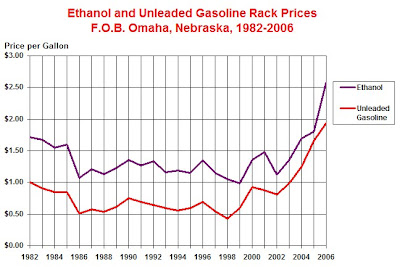 Ethanol and Unleaded Gasoline Rack Prices
F.O.B. Omaha, Nebraska, 1982-2006
Price per Gallon
$3.00
$2.50
$2.00
$1.50
$1.00
$0.50
$0.00
1982 1984 1986 1988 1990 1992 1994 1996 1998 2000 2002 2004 2006
Ethanol
Unleaded
Gasoline